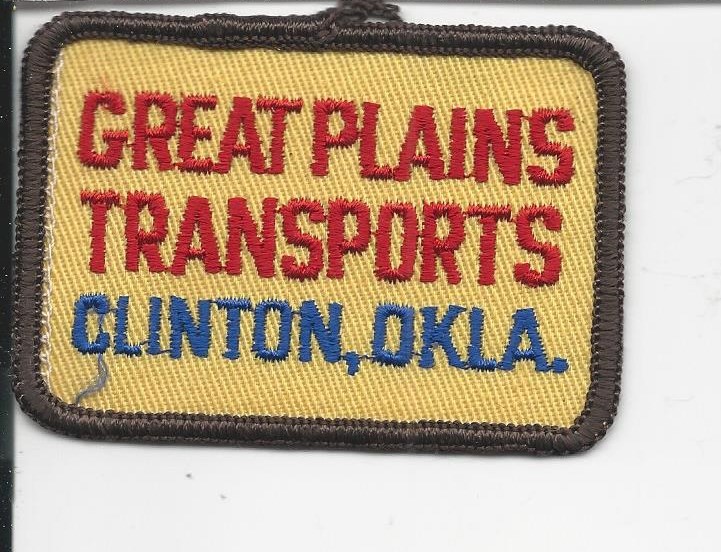 GREAT PLAINS
TRANSPORTS
CLINTON, OKLA.